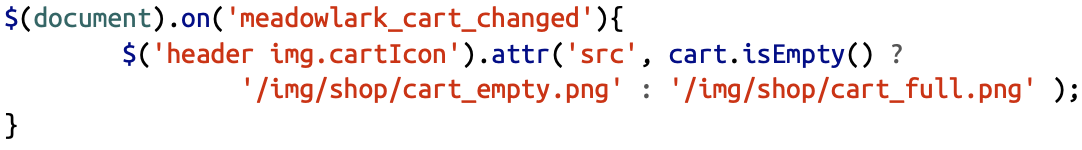 $(document).on('meadowlark_cart_changed'){
        $('header img.cartIcon').attr('src', cart.isEmpty() ?
                '/img/shop/cart_empty.png' : '/img/shop/cart_full.png' );
}